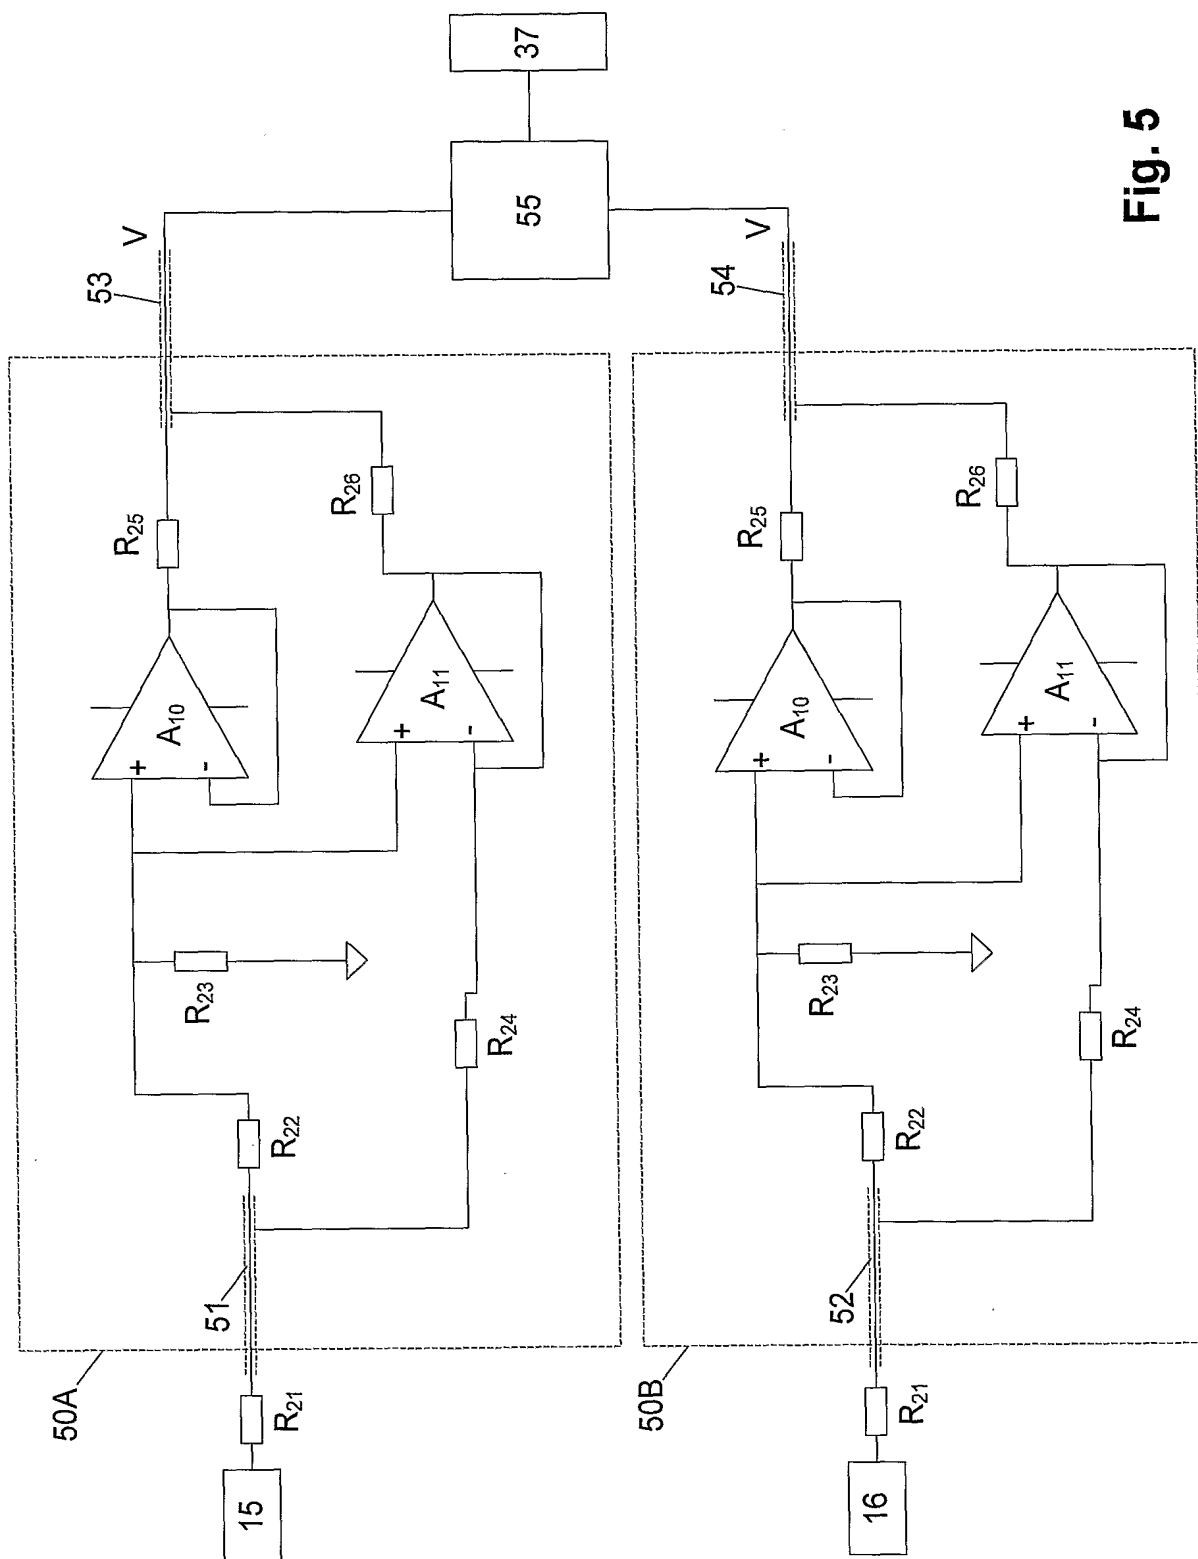 37
55
V
53
R25
R26
A10
+
-
A11
+
-
R23
R24
R22
51
50A
R21
15
V
54
R25
R26
A10
+
-
A11
+
-
R23
R24
R22
52
50B
R21
16
Fig. 5